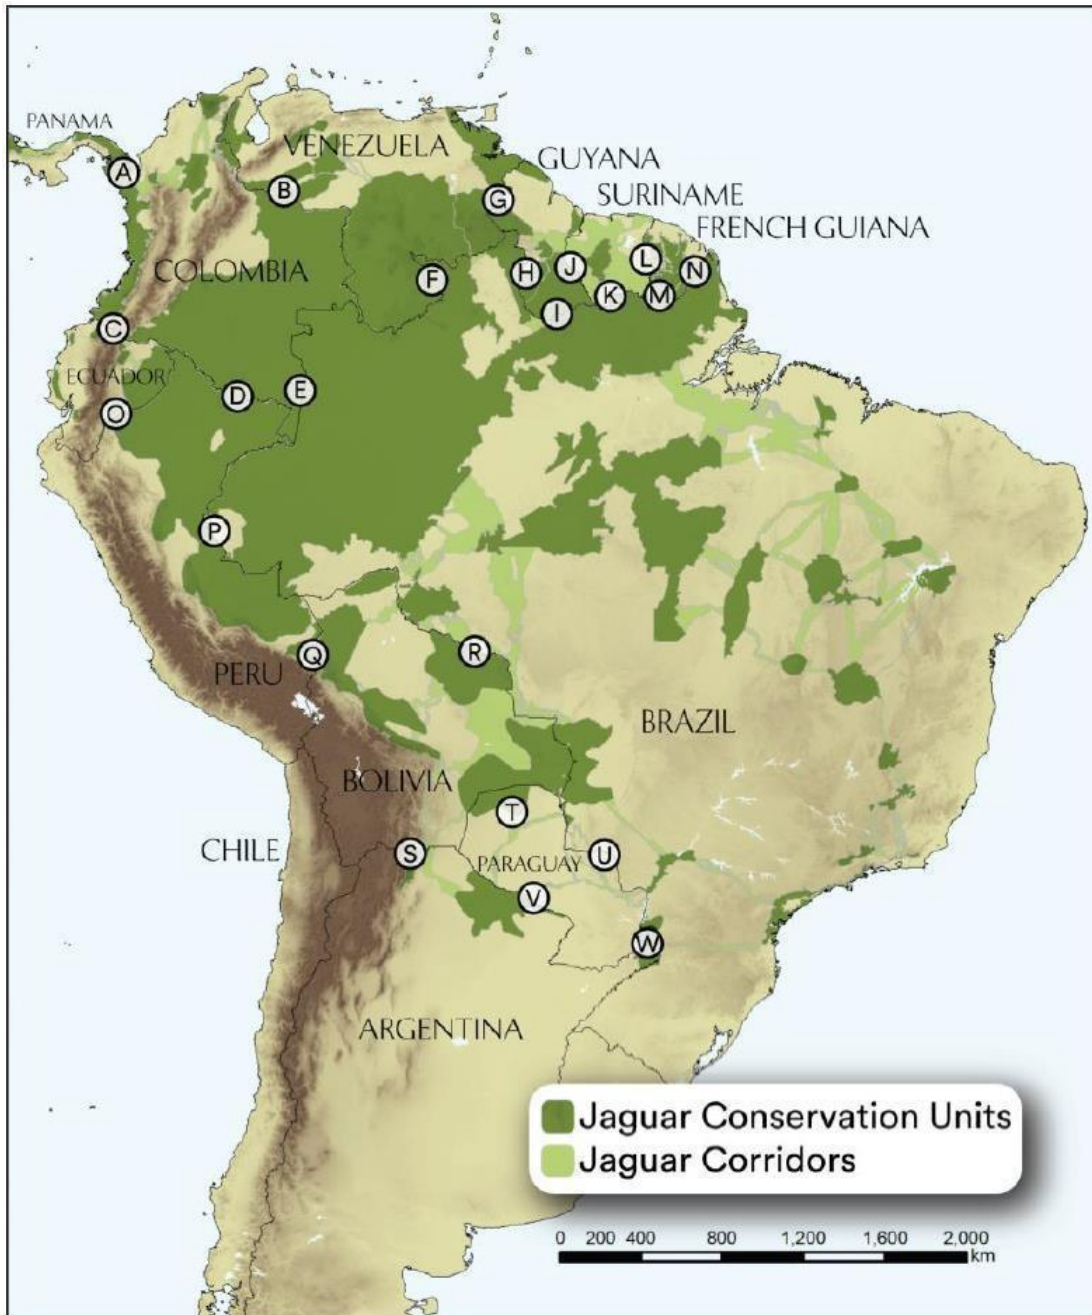 PANAMA
A
VENEZUELA
B
GUYANA
G
SURINAME
FRENCH GUIANA
COLOMBIA
F
H
J
L
N
K
M
I
C
ECUADOR
D
E
O
P
Q
R
PERU
BRAZIL
BOLIVIA
T
CHILE
S
PARAGUAY
U
V
W
ARGENTINA
Jaguar Conservation Units
Jaguar Corridors
0 200 400 800 1,200 1,600 2,000
km